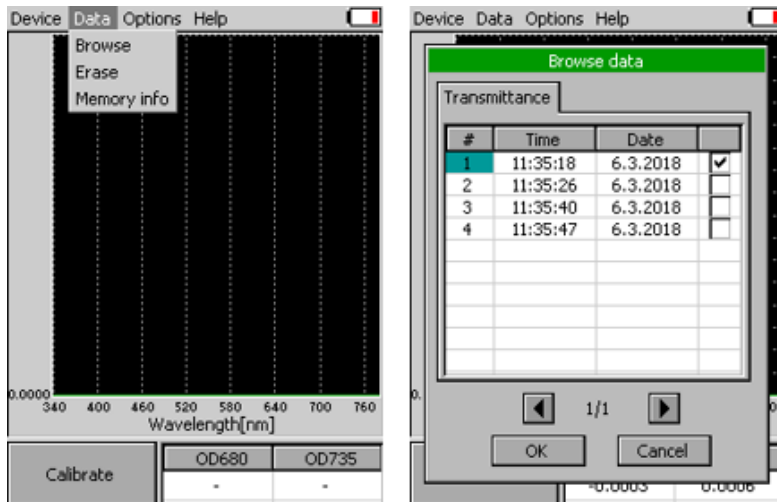 Device Data Options Help
Browse
Erase
Memory info
0.0000
340 400 460 520 580 640 700 760
Wavelength[nm]
Calibrate
OD680 OD735
- -
Device Data Options Help
Browse data
Transmittance
# Time Date
1 11:35:18 6.3.2018
2 11:35:26 6.3.2018
3 11:35:40 6.3.2018
4 11:35:47 6.3.2018
1/1
OK Cancel
-0.0003 0.0006